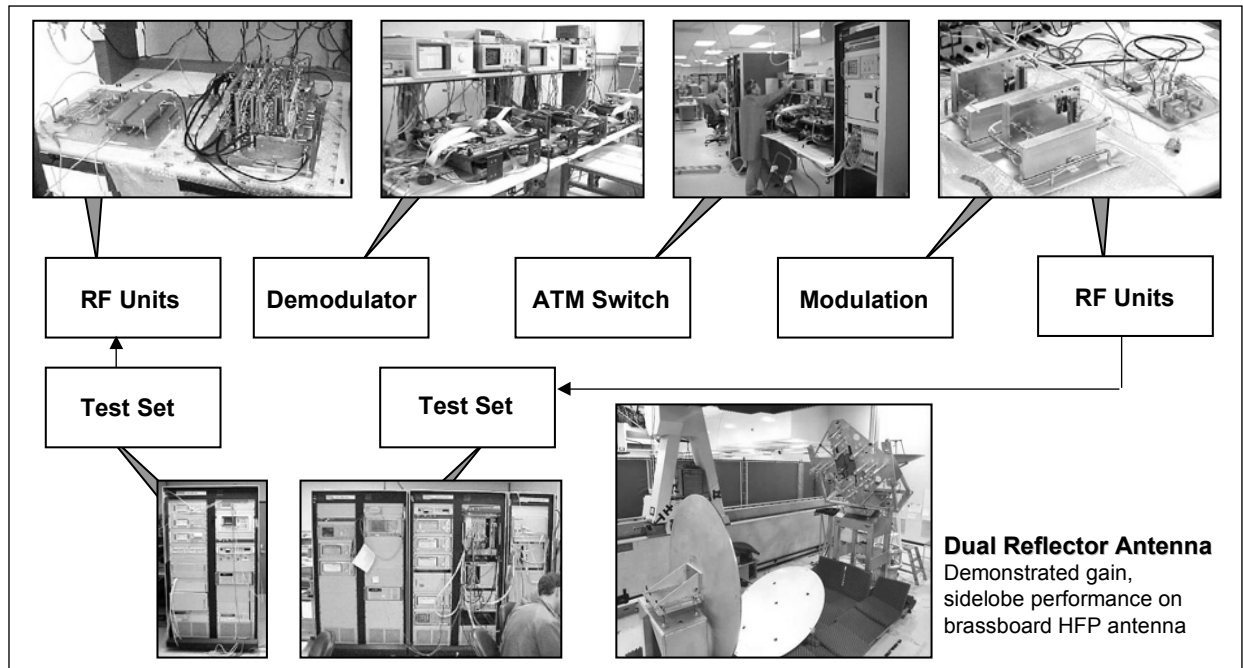 RF Units
Demodulator
ATM Switch
Modulation
RF Units
Test Set
Test Set
Dual Reflector Antenna
Demonstrated gain,
sidelobe performance on
brassboard HFP antenna